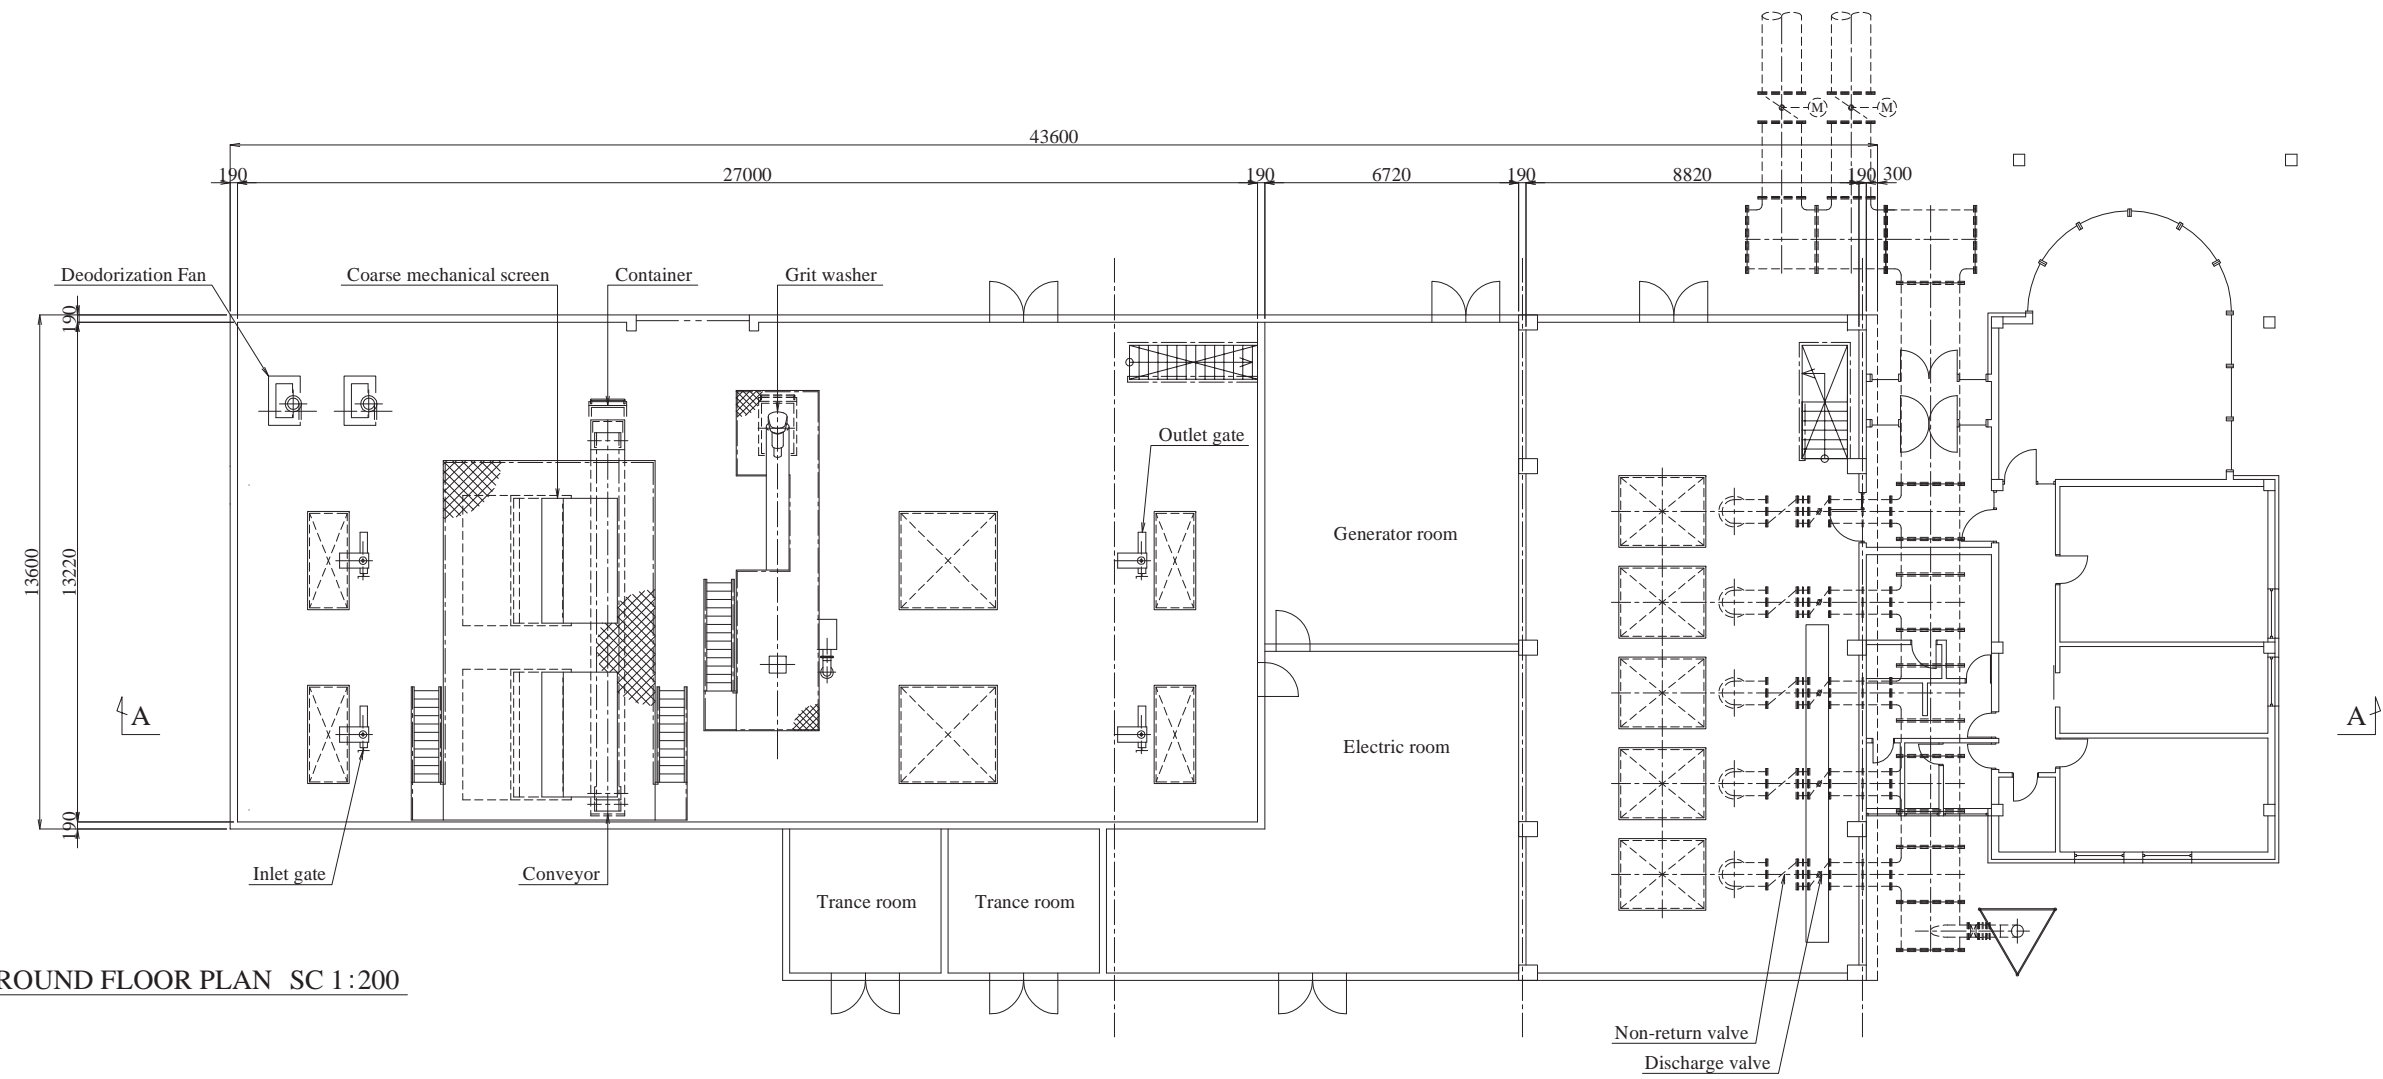 M
M
43600
190
27000
190
6720
190
8820
190
300
Deodorization Fan
Coarse mechanical screen
Container
Grit washer
190
Outlet gate
Generator room
13600
13220
A
A
Electric room
190
Inlet gate
Conveyor
Trance room
Trance room
ROUND FLOOR PLAN SC 1:200
Non-return valve
Discharge valve